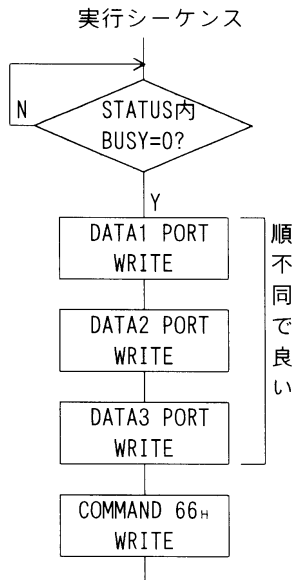 実行シーケンス
N
STATUS内
BUSY=0?
Y
DATA1 PORT
WRITE
DATA2 PORT
WRITE
DATA3 PORT
WRITE
順不同で良い
COMMAND 66H
WRITE